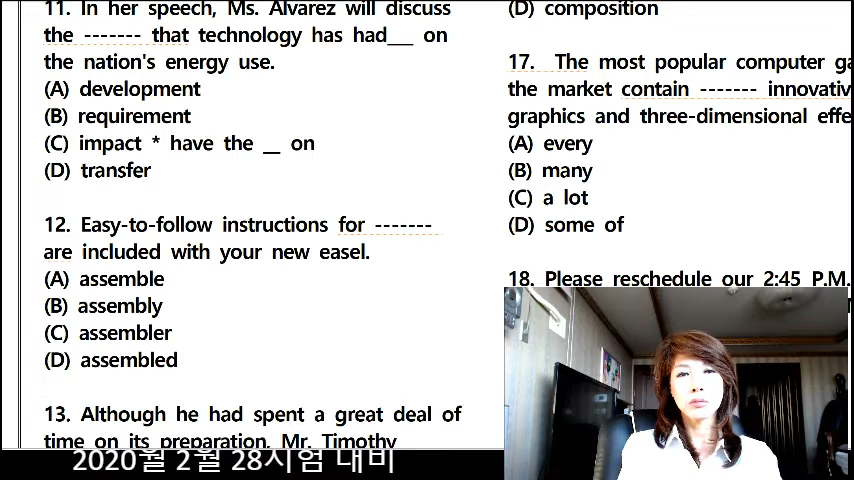 11. In her speech, Ms. Alvarez will discuss
the ------- that technology has had__ on
the nation's energy use.
(A) development
(B) requirement
(C) impact * have the __ on
(D) transfer
12. Easy-to-follow instructions for -------
are included with your new easel.
(A) assemble
(B) assembly
(C) assembler
(D) assembled
13. Although he had spent a great deal of
time on its preparation, Mr. Timothy
(D) composition
17. The most popular computer ga
the market contain ------- innovativ
graphics and three-dimensional effe
(A) every
(B) many
(C) a lot
(D) some of
18. Please reschedule our 2:45 P.M.
2020월 2월 28시험 대비